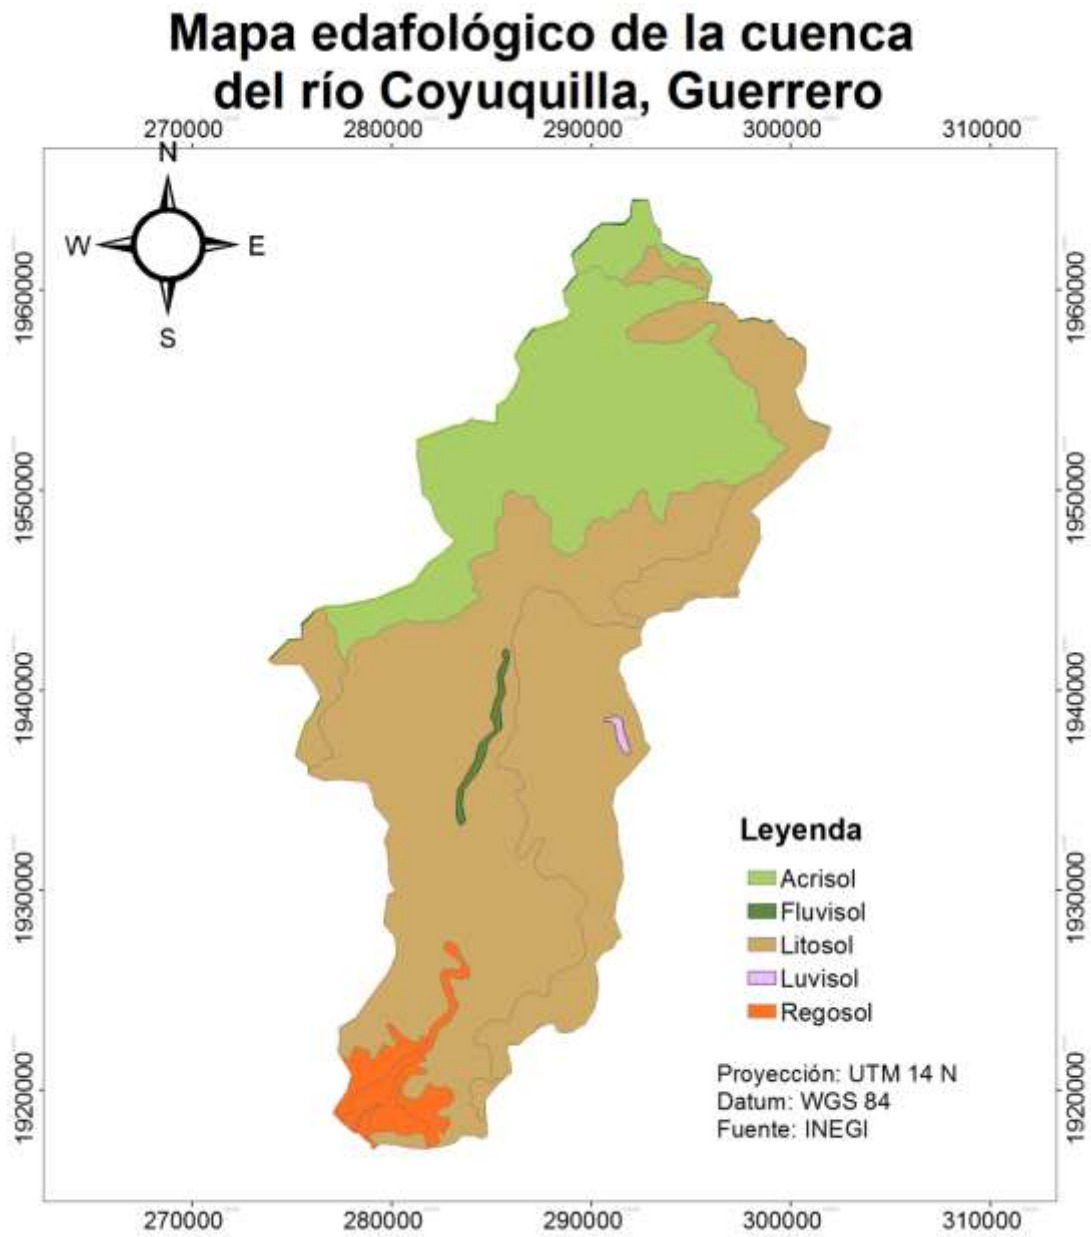 Mapa edafológico de la cuenca
del río Coyuquilla, Guerrero
270000 280000 290000 300000 310000
N
W E
S
1960000 1960000
1950000 1950000
1940000 1940000
1930000 1930000
1920000 1920000
Leyenda
Acrisol
Fluvisol
Litosol
Luvisol
Regosol
Proyección: UTM 14 N
Datum: WGS 84
Fuente: INEGI
270000 280000 290000 300000 310000